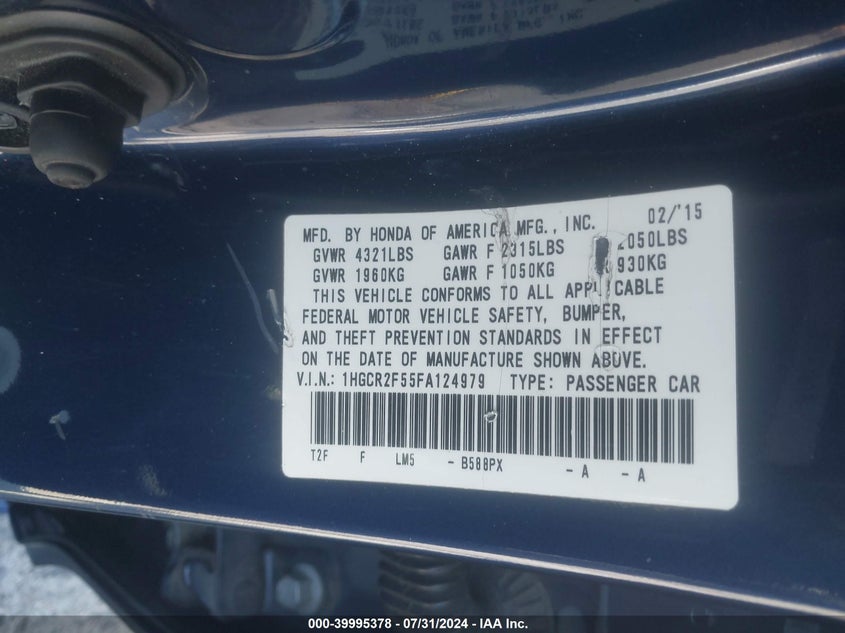 MFD. BY HONDA OF AMERICA MFG., INC. 02/'15
GVWR 4321LBS GAWR F 2315LBS 2050LBS
GVWR 1960KG GAWR F 1050KG 930KG
THIS VEHICLE CONFORMS TO ALL APPLICABLE
FEDERAL MOTOR VEHICLE SAFETY, BUMPER,
AND THEFT PREVENTION STANDARDS IN EFFECT
ON THE DATE OF MANUFACTURE SHOWN ABOVE.
V.I.N.: 1HGCR2F55FA124979 TYPE: PASSENGER CAR
T2F F LM5 - B588PX - A - A
000-39995378 - 07/31/2024 - IAA Inc.